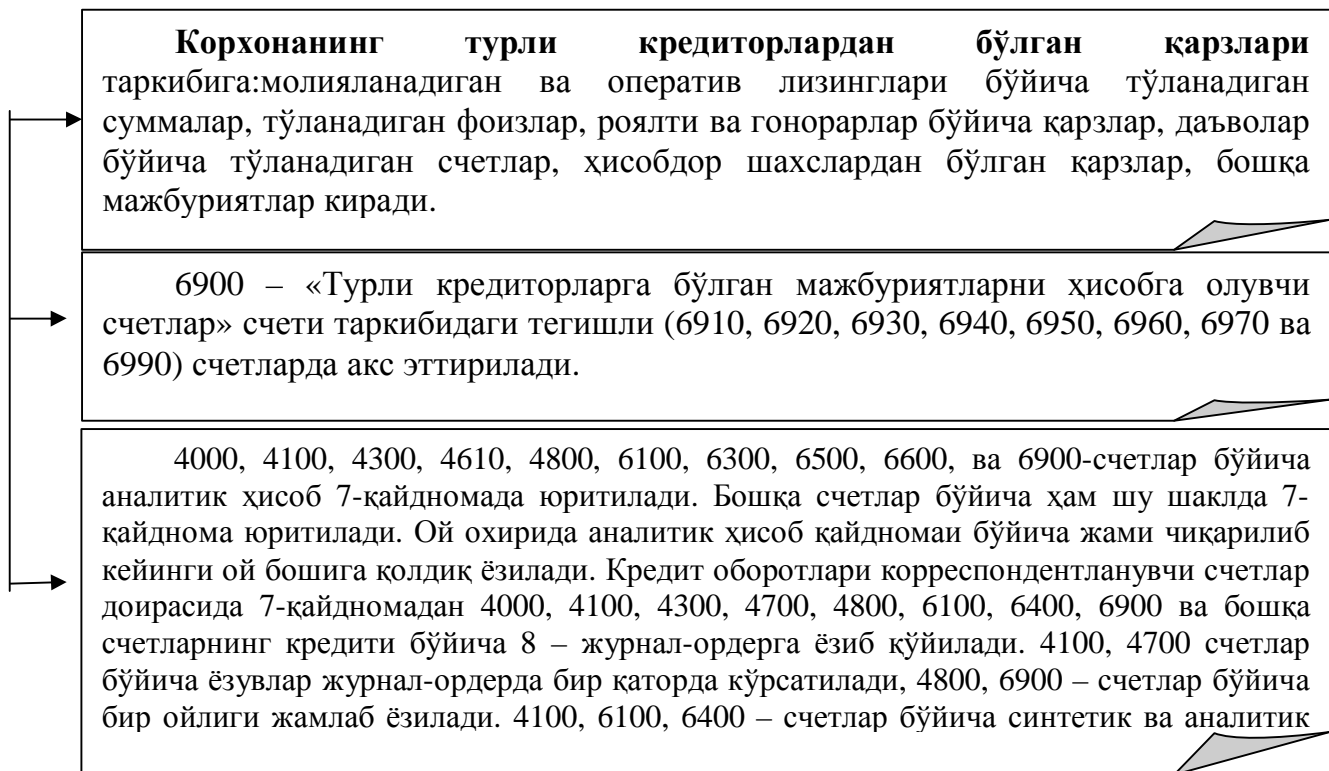 Корхонанинг турли кредиторлардан бўлган қарзлари
таркибига:молияланадиган ва оператив лизинглари бўйича тўланадиган
суммалар, тўланадиган фоизлар, роялти ва гонорарлар бўйича қарзлар, даъволар
бўйича тўланадиган счетлар, ҳисобдор шахслардан бўлган қарзлар, бошқа
мажбуриятлар киради.
6900 – «Турли кредиторларга бўлган мажбуриятларни ҳисобга олувчи
счетлар» счети таркибидаги тегишли (6910, 6920, 6930, 6940, 6950, 6960, 6970 ва
6990) счетларда акс эттирилади.
4000, 4100, 4300, 4610, 4800, 6100, 6300, 6500, 6600, ва 6900-счетлар бўйича
аналитик ҳисоб 7-қайдномада юритилади. Бошқа счетлар бўйича ҳам шу шаклда 7-
қайднома юритилади. Ой охирида аналитик ҳисоб қайдномаи бўйича жами чиқарилиб
кейинги ой бошига қолдиқ ёзилади. Кредит оборотлари корреспондентланувчи счетлар
доирасида 7-қайдномадан 4000, 4100, 4300, 4700, 4800, 6100, 6400, 6900 ва бошқа
счетларнинг кредити бўйича 8 – журнал-ордерга ёзиб қўйилади. 4100, 4700 счетлар
бўйича ёзувлар журнал-ордерда бир қаторда кўрсатилади, 4800, 6900 – счетлар бўйича
бир ойлиги жамлаб ёзилади. 4100, 6100, 6400 – счетлар бўйича синтетик ва аналитик